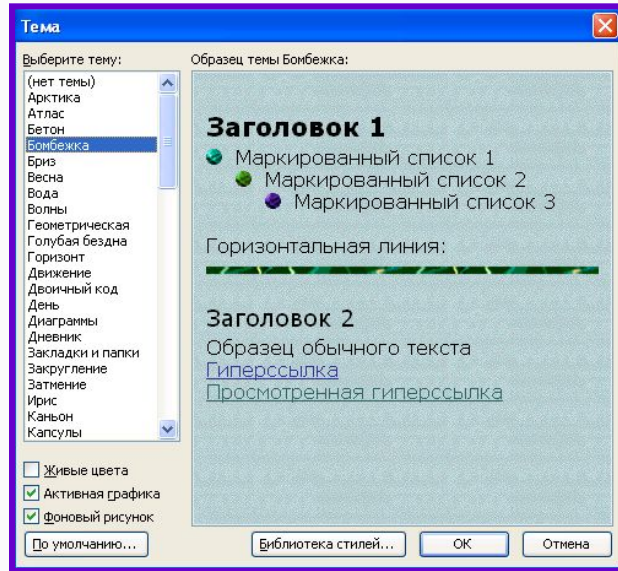 Тема
Выберите тему:
Образец темы Бомбежка:
(нет темы)
Арктика
Атлас
Бетон
Бомбежка
Бриз
Весна
Вода
Волны
Геометрическая
Голубая бездна
Горизонт
Движение
Двоичный код
День
Диаграммы
Дневник
Закладки и папки
Закругление
Затмение
Ирис
Каньон
Капсулы
Заголовок 1
Маркированный список 1
Маркированный список 2
Маркированный список 3
Горизонтальная линия:
Заголовок 2
Образец обычного текста
Гиперссылка
Просмотренная гиперссылка
Живые цвета
Активная графика
Фоновый рисунок
По умолчанию...
Библиотека стилей...
ОК
Отмена